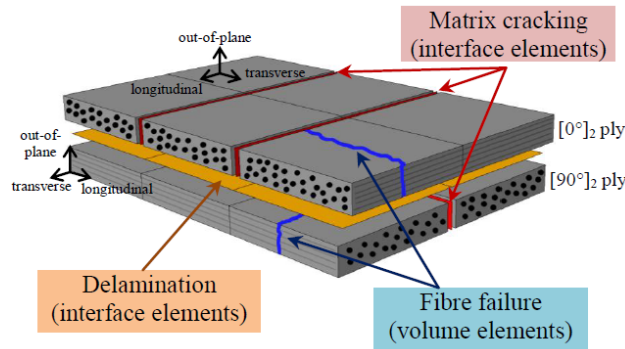 Matrix cracking
(interface elements)
out-of-plane
transverse
longitudinal
out-of-
plane
[0°]₂ ply
transverse
longitudinal
[90°]₂ ply
Delamination
(interface elements)
Fibre failure
(volume elements)